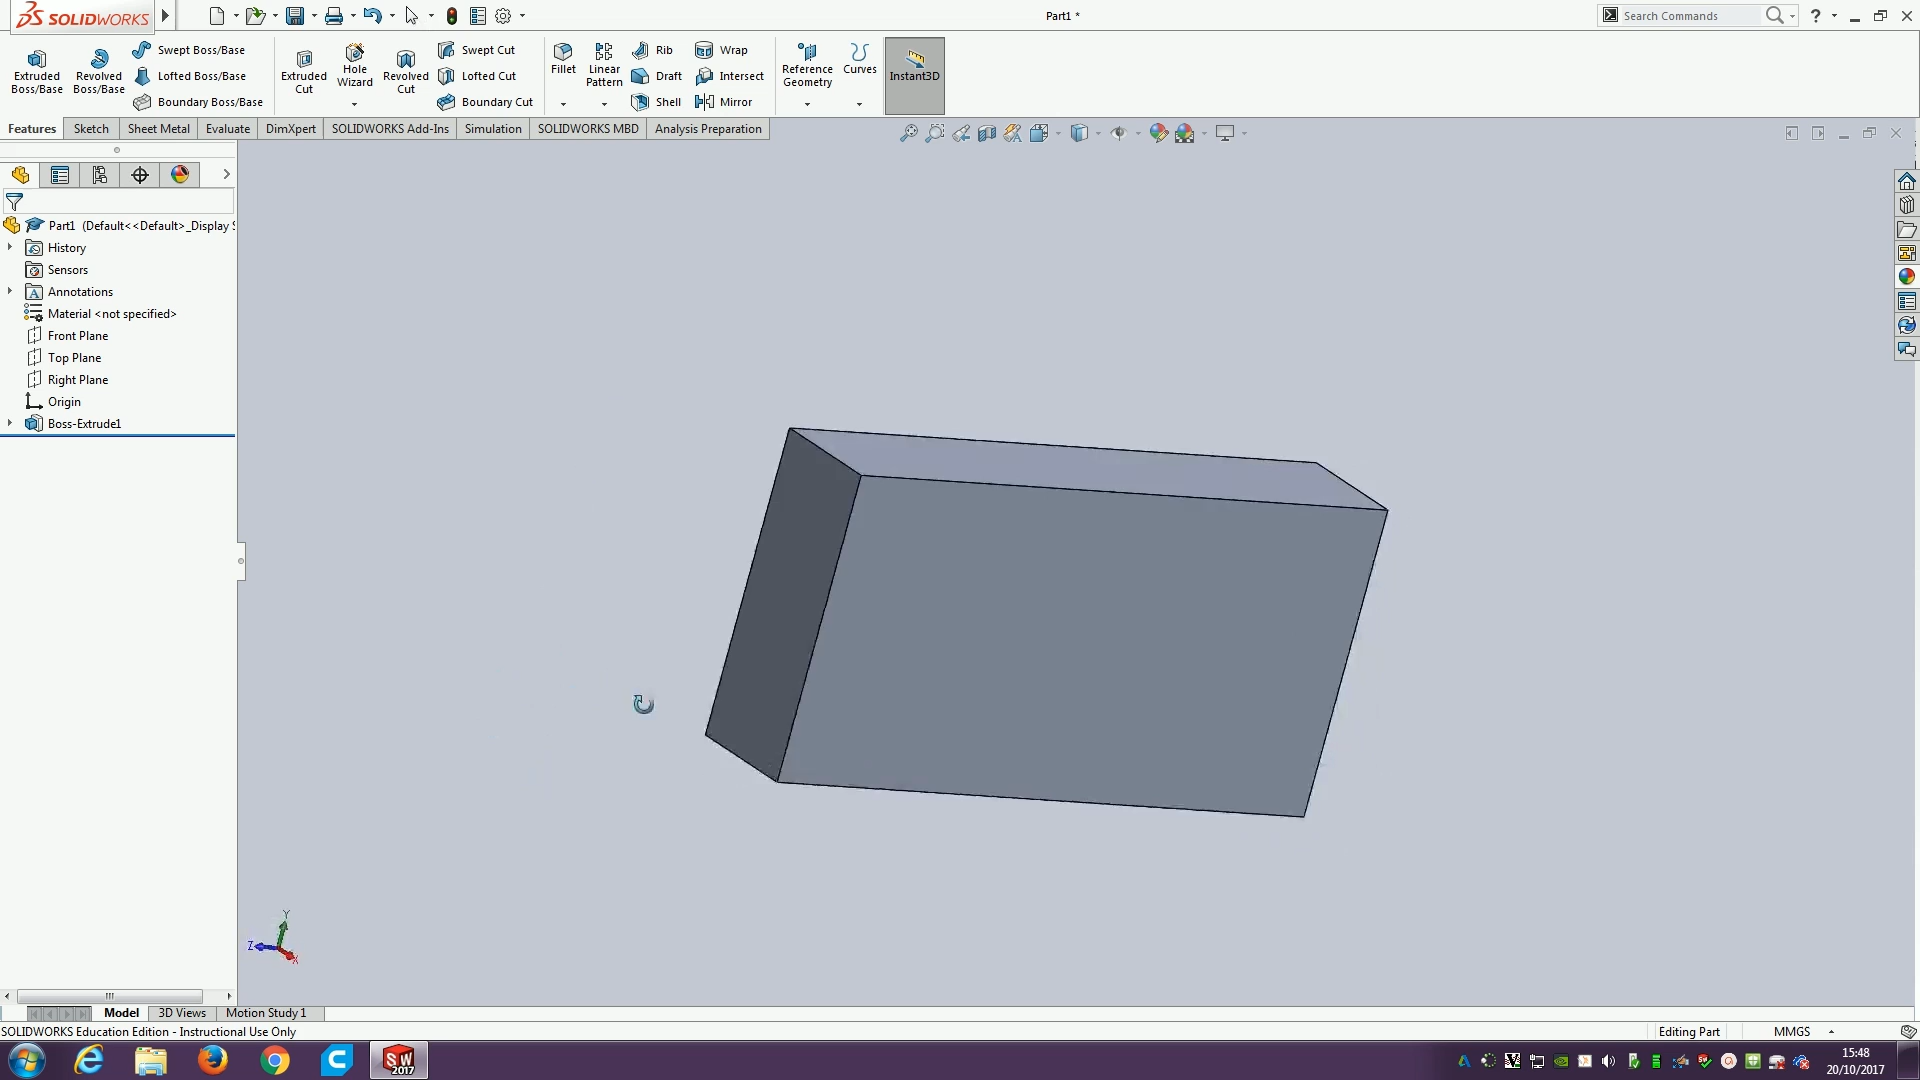 SOLIDWORKS
Part1 *
Search Commands
?
Extruded Boss/Base
Revolved Boss/Base
Swept Boss/Base
Lofted Boss/Base
Boundary Boss/Base
Extruded Cut
Hole Wizard
Revolved Cut
Swept Cut
Lofted Cut
Boundary Cut
Fillet
Linear Pattern
Rib
Draft
Shell
Wrap
Intersect
Mirror
Reference Geometry
Curves
Instant3D
Features
Sketch
Sheet Metal
Evaluate
DimXpert
SOLIDWORKS Add-Ins
Simulation
SOLIDWORKS MBD
Analysis Preparation
Part1 (Default<<Default>_Display S
History
Sensors
Annotations
Material <not specified>
Front Plane
Top Plane
Right Plane
Origin
Boss-Extrude1
Y
Z
X
Model
3D Views
Motion Study 1
SOLIDWORKS Education Edition - Instructional Use Only
Editing Part
MMGS
SW
2017
15:48
20/10/2017